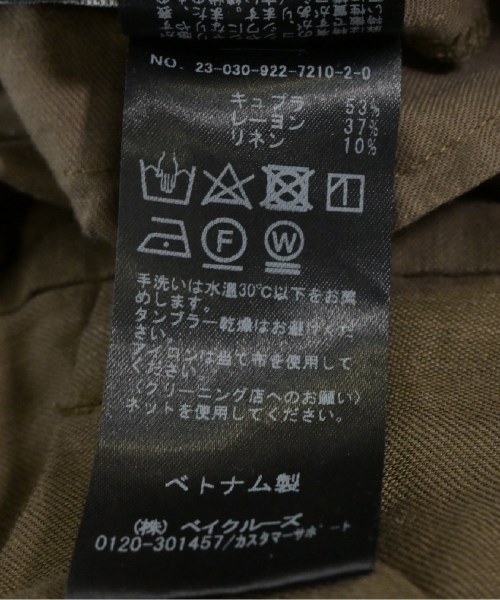 NO. 23-030-922-7210-2-0
キュプラ 53%
レーヨン 37%
リネン 10%
F
W
手洗いは水温30℃以下をお薦
めします。
タンブラー乾燥はお避けくだ
さい。
アイロンは当て布を使用して
ください。
〈クリーニング店へのお願い〉
ネットを使用してください。
ベトナム製
(株) ベイクルーズ
0120-301457/カスタマーサポート